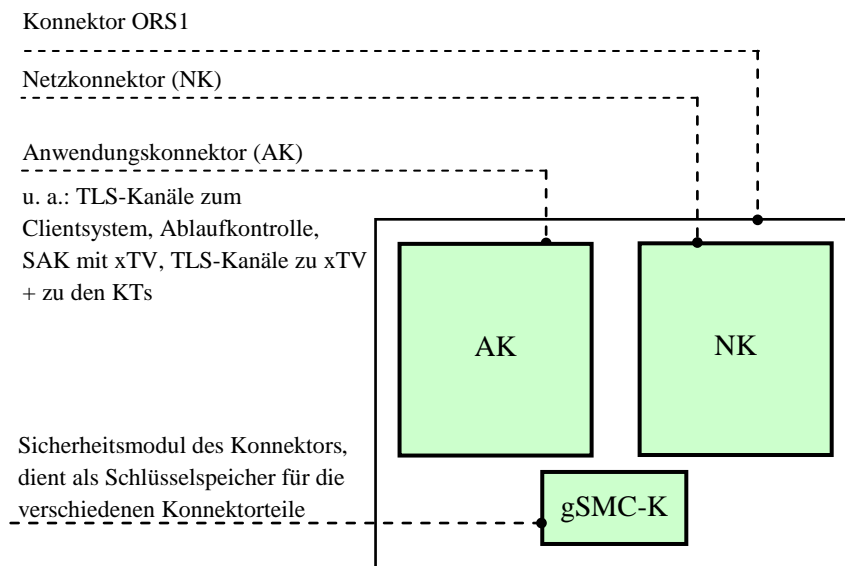 Konnektor ORS1
Netzkonnektor (NK)
Anwendungskonnektor (AK)
u. a.: TLS-Kanäle zum
Clientsystem, Ablaufkontrolle,
SAK mit xTV, TLS-Kanäle zu xTV
+ zu den KTs
AK
NK
Sicherheitsmodul des Konnektors,
dient als Schlüsselspeicher für die
verschiedenen Konnektorteile
gSMC-K